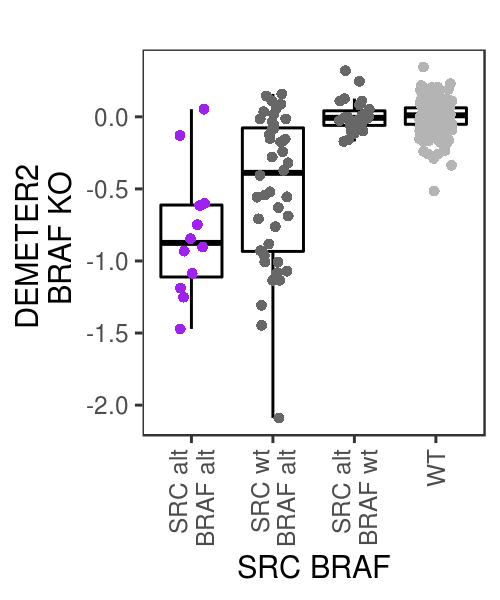 DEMETER2
BRAF KO
0.0
-0.5
-1.0
-1.5
-2.0
SRC alt
BRAF alt
SRC wt
BRAF alt
SRC alt
BRAF wt
WT
SRC BRAF